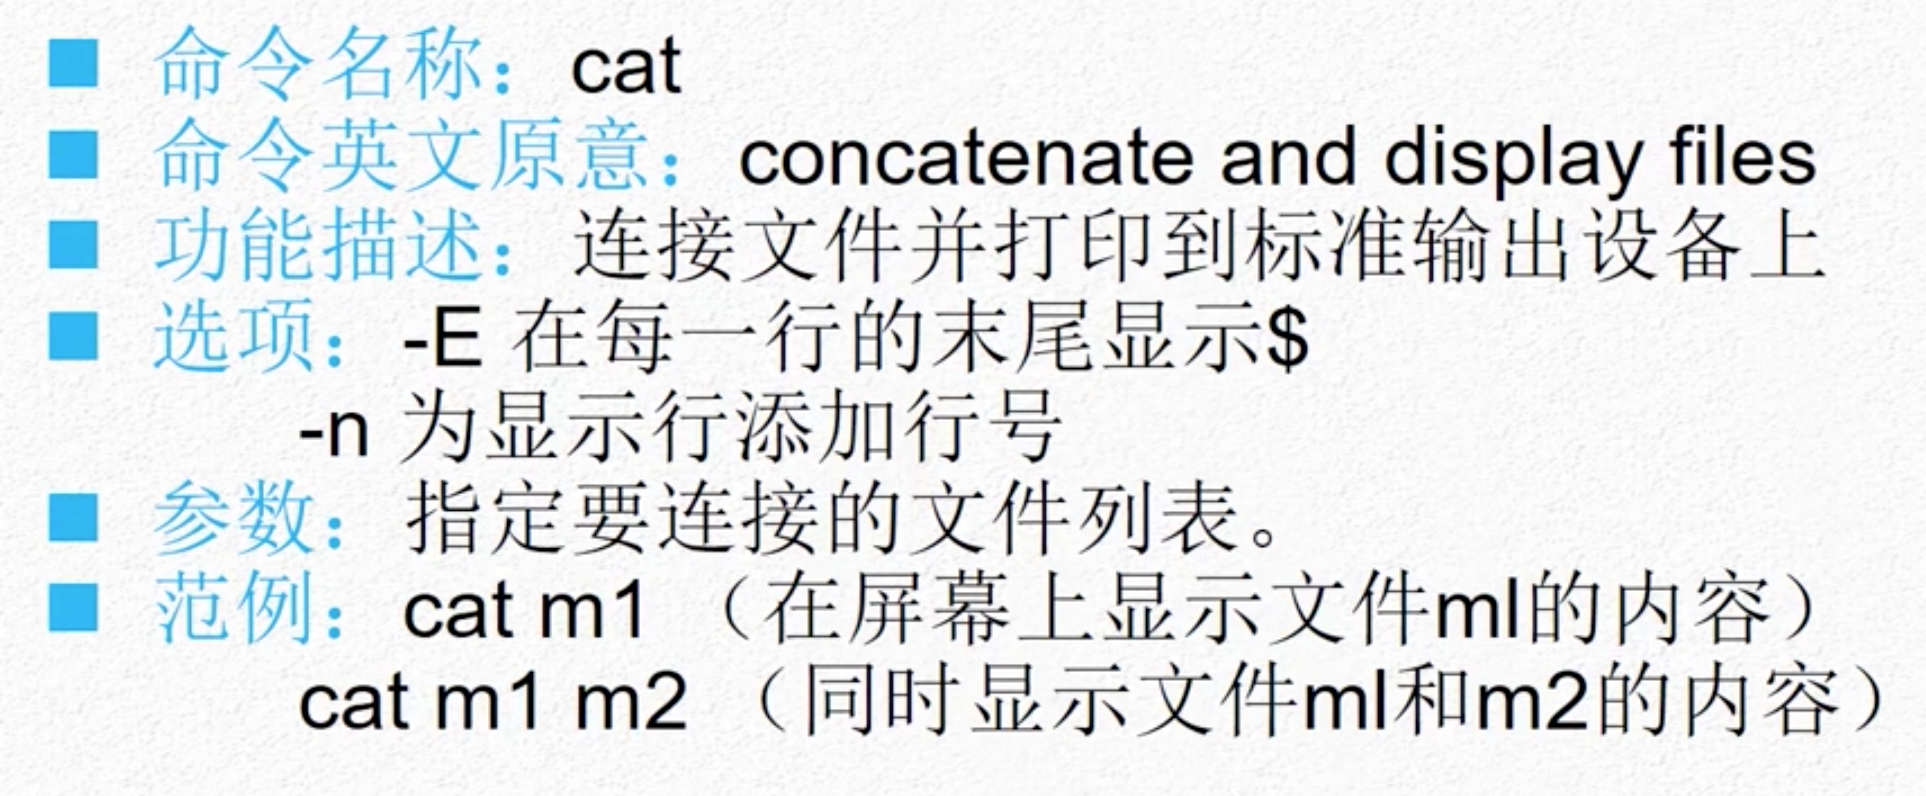 ■ 命令名称： cat
■ 命令英文原意： concatenate and display files
■ 功能描述：连接文件并打印到标准输出设备上
■ 选项： -E 在每一行的末尾显示$
-n 为显示行添加行号
■ 参数：指定要连接的文件列表。
■ 范例： cat m1 （在屏幕上显示文件ml的内容）
cat m1 m2 （同时显示文件ml和m2的内容）